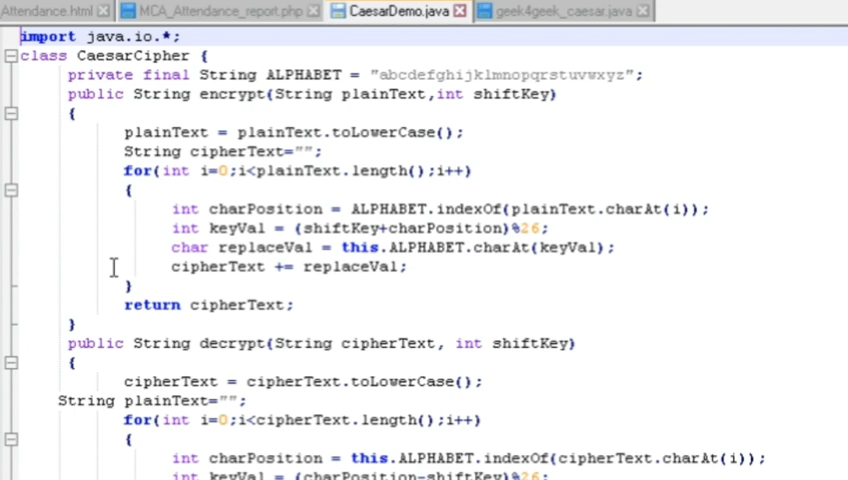 Attendance.html MCA_Attendance_report.php CaesarDemo.java geek4geek_caesar.java
import java.io.*;
class CaesarCipher {
private final String ALPHABET = "abcdefghijklmnopqrstuvwxyz";
public String encrypt(String plainText,int shiftKey)
{
plainText = plainText.toLowerCase();
String cipherText="";
for(int i=0;i<plainText.length();i++)
{
int charPosition = ALPHABET.indexOf(plainText.charAt(i));
int keyVal = (shiftKey+charPosition)%26;
char replaceVal = this.ALPHABET.charAt(keyVal);
cipherText += replaceVal;
}
return cipherText;
}
public String decrypt(String cipherText, int shiftKey)
{
cipherText = cipherText.toLowerCase();
String plainText="";
for(int i=0;i<cipherText.length();i++)
{
int charPosition = this.ALPHABET.indexOf(cipherText.charAt(i));
int keyVal = (charPosition-shiftKey)%26;